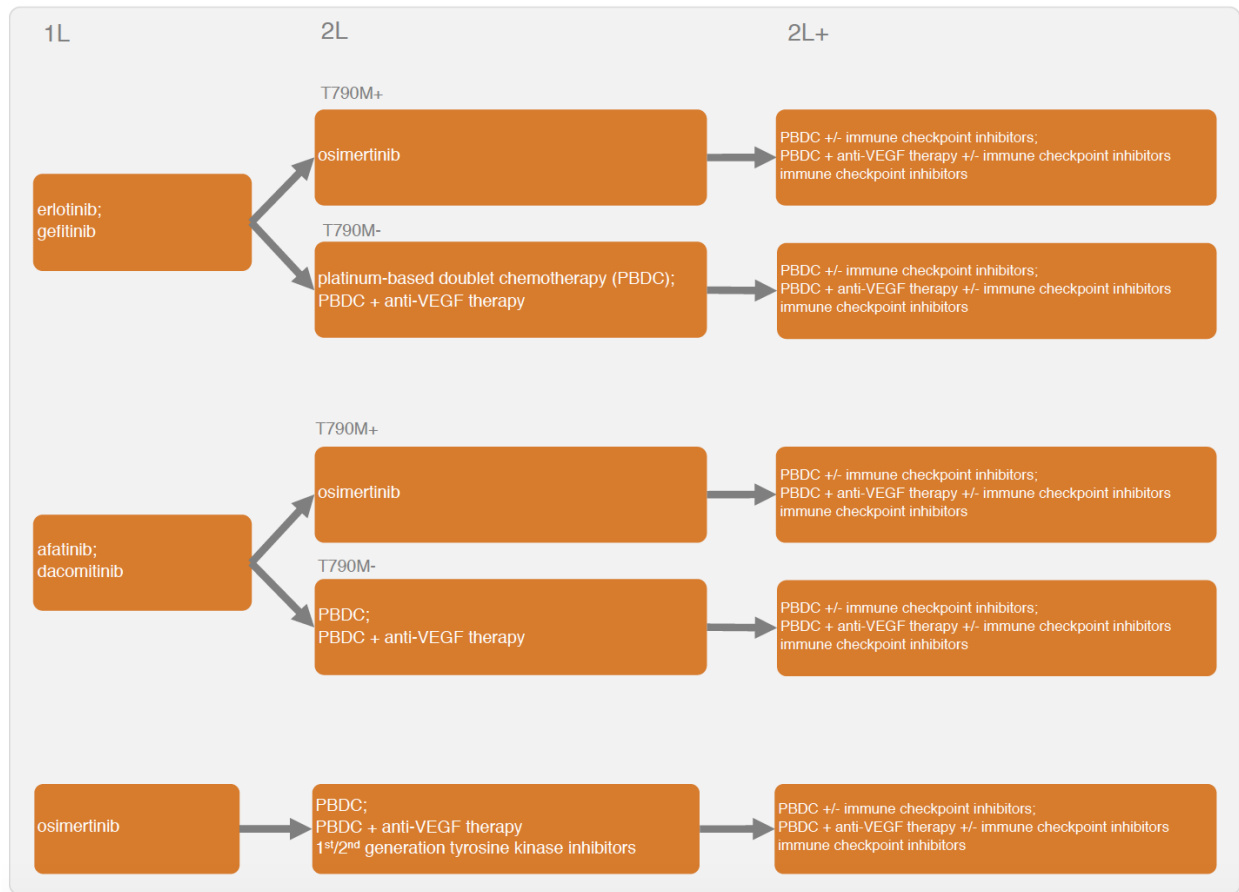 1L
2L
2L+
T790M+
erlotinib;
gefitinib
osimertinib
PBDC +/- immune checkpoint inhibitors;
PBDC + anti-VEGF therapy +/- immune checkpoint inhibitors
immune checkpoint inhibitors
T790M-
platinum-based doublet chemotherapy (PBDC);
PBDC + anti-VEGF therapy
PBDC +/- immune checkpoint inhibitors;
PBDC + anti-VEGF therapy +/- immune checkpoint inhibitors
immune checkpoint inhibitors
T790M+
afatinib;
dacomitinib
osimertinib
PBDC +/- immune checkpoint inhibitors;
PBDC + anti-VEGF therapy +/- immune checkpoint inhibitors
immune checkpoint inhibitors
T790M-
PBDC;
PBDC + anti-VEGF therapy
PBDC +/- immune checkpoint inhibitors;
PBDC + anti-VEGF therapy +/- immune checkpoint inhibitors
immune checkpoint inhibitors
osimertinib
PBDC;
PBDC + anti-VEGF therapy
1st/2nd generation tyrosine kinase inhibitors
PBDC +/- immune checkpoint inhibitors;
PBDC + anti-VEGF therapy +/- immune checkpoint inhibitors
immune checkpoint inhibitors